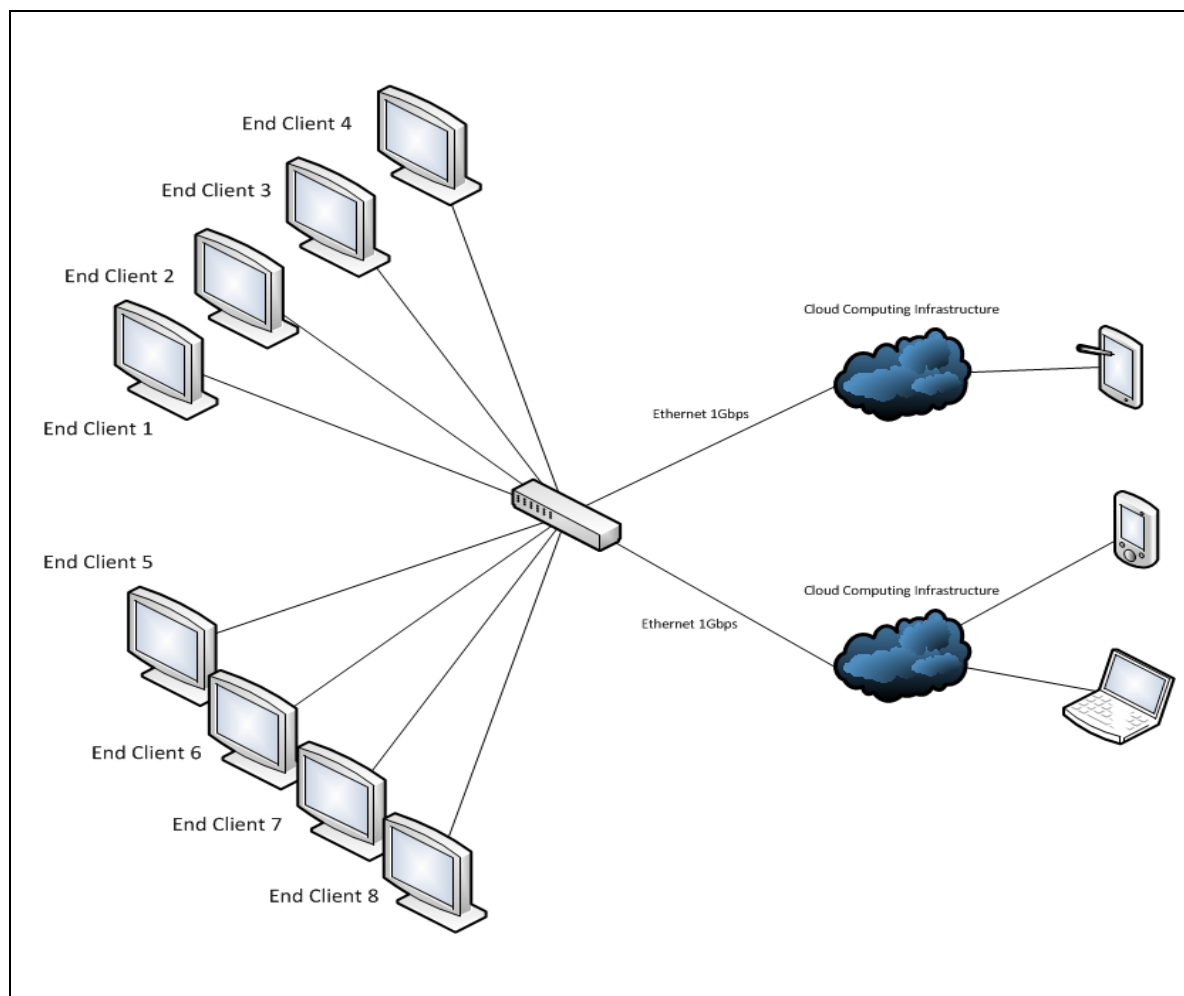 End Client 4
End Client 3
End Client 2
End Client 1
Cloud Computing Infrastructure
Ethernet 1Gbps
End Client 5
Cloud Computing Infrastructure
Ethernet 1Gbps
End Client 6
End Client 7
End Client 8